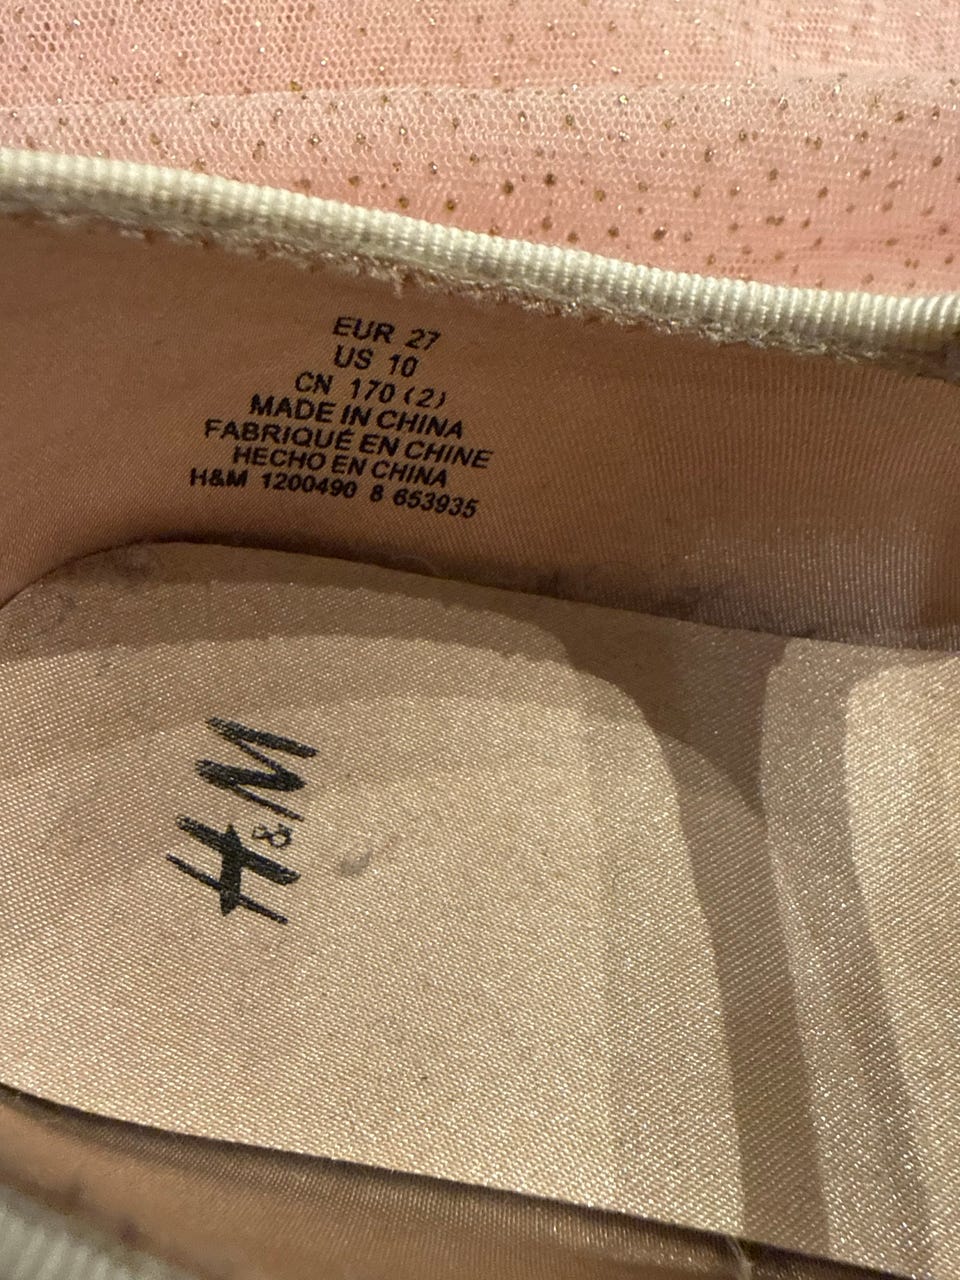 EUR 27
US 10
CN 170 (2)
MADE IN CHINA
FABRIQUÉ EN CHINE
HECHO EN CHINA
H&M 1200490 8 653935
H&M